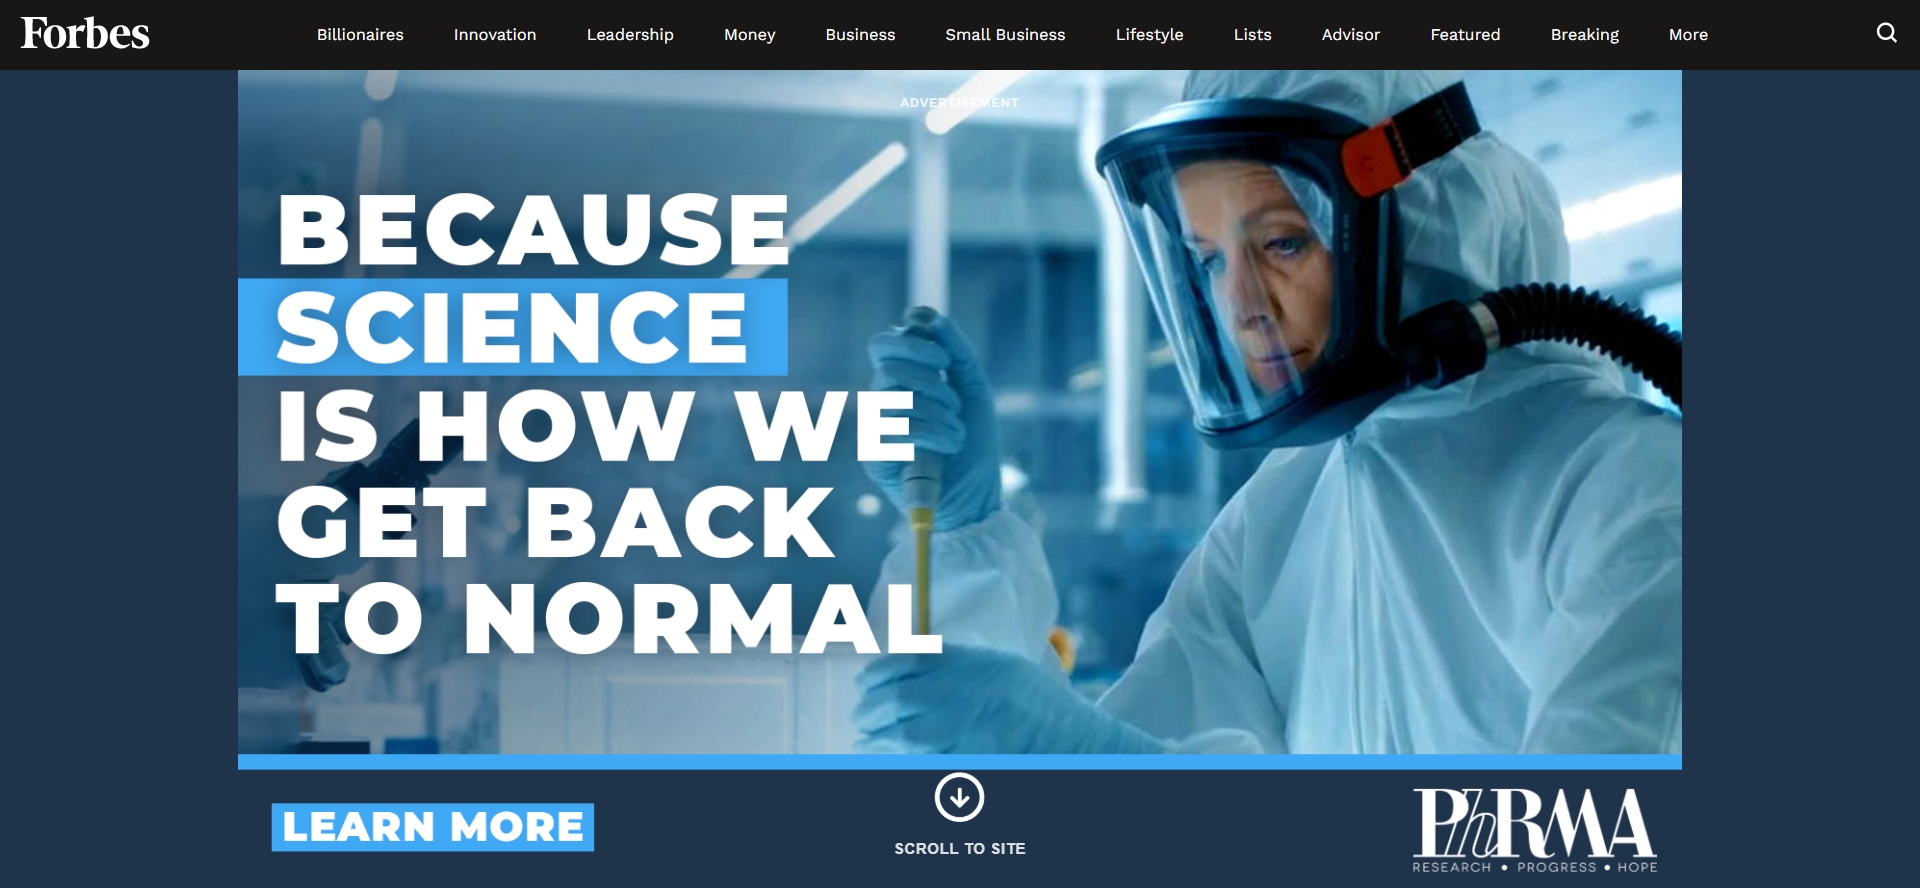 Forbes
Billionaires Innovation Leadership Money Business Small Business Lifestyle Lists Advisor Featured Breaking More
ADVERTISEMENT
BECAUSE
SCIENCE
IS HOW WE
GET BACK
TO NORMAL
LEARN MORE
SCROLL TO SITE
PhRMA
RESEARCH • PROGRESS • HOPE